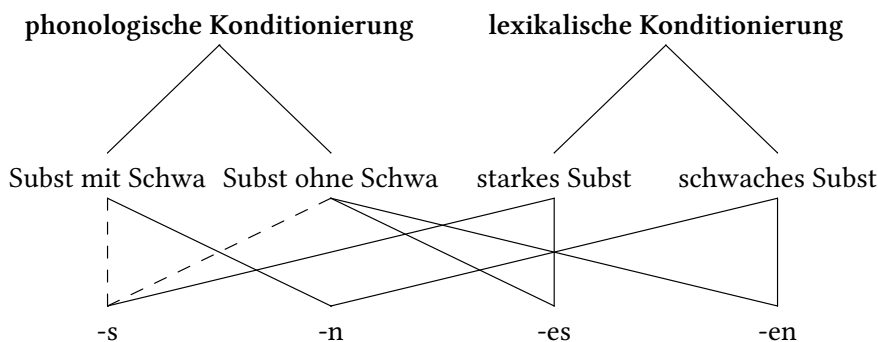 phonologische Konditionierung lexikalische Konditionierung
Subst mit Schwa Subst ohne Schwa starkes Subst schwaches Subst
-s -n -es -en